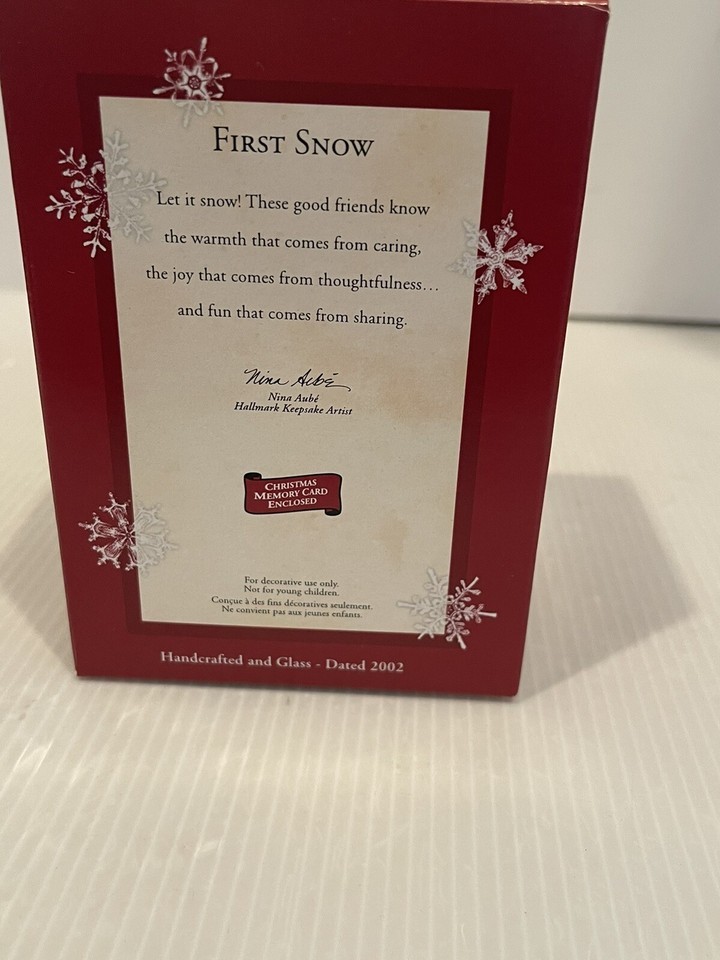 First Snow
Let it snow! These good friends know
the warmth that comes from caring,
the joy that comes from thoughtfulness...
and fun that comes from sharing.
Nina Aubé
Nina Aubé
Hallmark Keepsake Artist
CHRISTMAS
MEMORY CARD
ENCLOSED
For decorative use only.
Not for young children.
Conçue à des fins décoratives seulement.
Ne convient pas aux jeunes enfants.
Handcrafted and Glass - Dated 2002